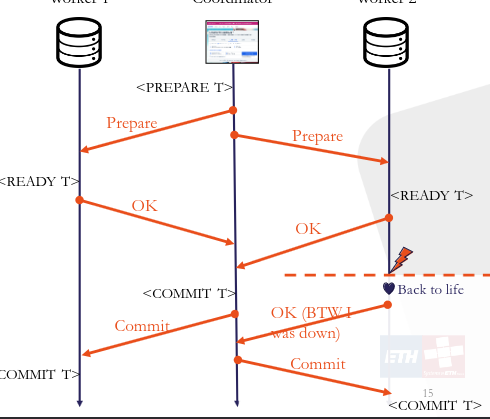 worker 1
Coordinator
worker 2
<PREPARE T>
Prepare
Prepare
<READY T>
<READY T>
OK
OK
Back to life
<COMMIT T>
OK (BTW I
was down)
Commit
Commit
COMMIT T>
15
<COMMIT T>
ETH